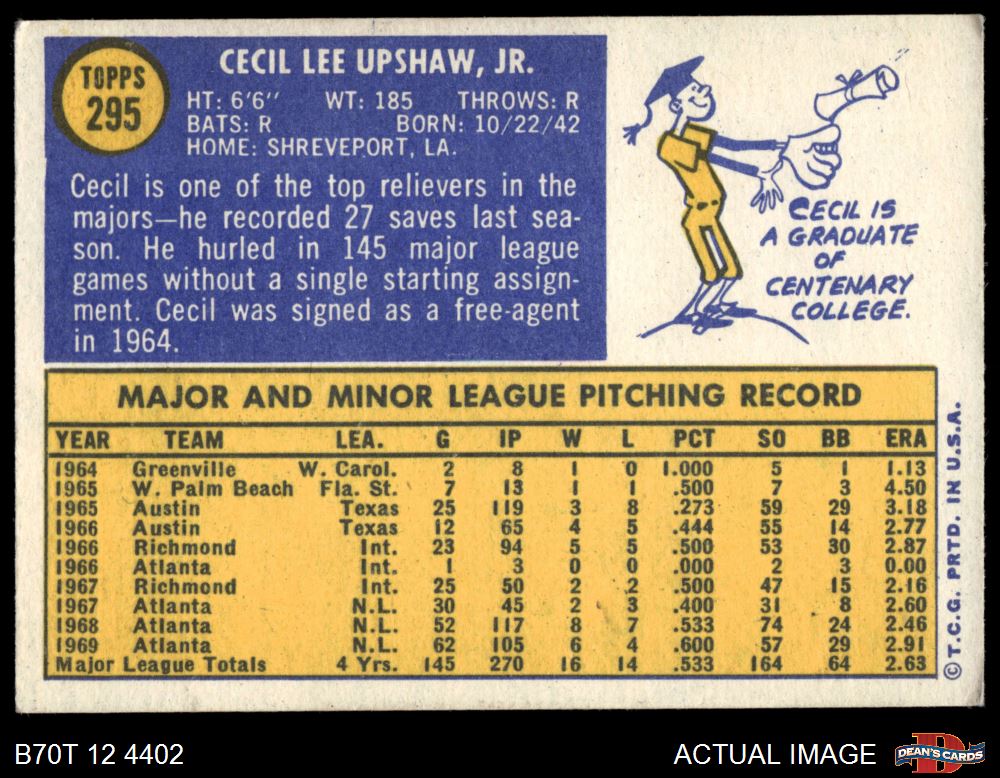 TOPPS
295
CECIL LEE UPSHAW, JR.
HT: 6'6" WT: 185 THROWS: R
BATS: R BORN: 10/22/42
HOME: SHREVEPORT, LA.
Cecil is one of the top relievers in the
majors—he recorded 27 saves last sea-
son. He hurled in 145 major league
games without a single starting assign-
ment. Cecil was signed as a free-agent
in 1964.
CECIL IS
A GRADUATE
OF
CENTENARY
COLLEGE.
MAJOR AND MINOR LEAGUE PITCHING RECORD
YEAR TEAM LEA. G IP W L PCT SO BB ERA
1964 Greenville W. Carol. 2 8 1 0 1.000 5 1 1.13
1965 W. Palm Beach Fla. St. 7 13 1 1 .500 7 3 4.50
1965 Austin Texas 25 119 3 8 .273 59 29 3.18
1966 Austin Texas 12 65 4 5 .444 55 14 2.77
1966 Richmond Int. 23 94 5 5 .500 53 30 2.87
1966 Atlanta Int. 1 3 0 0 .000 2 3 0.00
1967 Richmond Int. 25 50 2 2 .500 47 15 2.16
1967 Atlanta N.L. 30 45 2 3 .400 31 8 2.60
1968 Atlanta N.L. 52 117 8 7 .533 74 24 2.46
1969 Atlanta N.L. 62 105 6 4 .600 57 29 2.91
Major League Totals 4 Yrs. 145 270 16 14 .533 164 64 2.63
© T.C.G. PRTD. IN U.S.A.
B70T 12 4402 ACTUAL IMAGE
DEAN'S CARDS